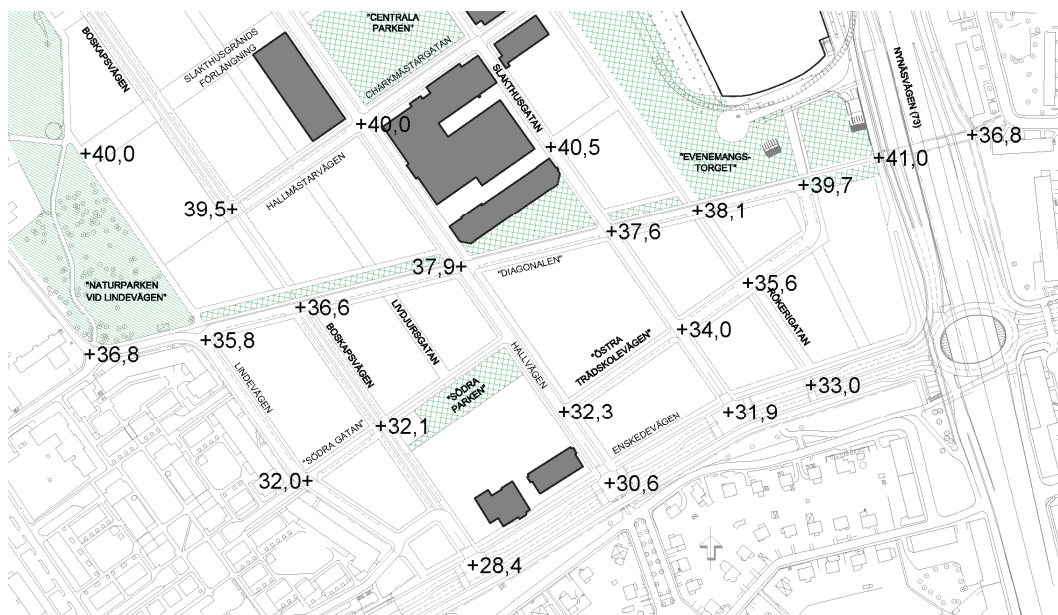 "CENTRALA
PARKEN"
BOSKAPSVÄGEN
SLAKTHUSGRÄNDS
FÖRLÄNGNING
CHARKMÄSTARGATAN
SLAKTHUSGATAN
NYNÄSVÄGEN (73)
+40,0
+36,8
+40,0
+40,5
"EVENEMANGS-
TORGET"
+41,0
HALLMÄSTARVÄGEN
+39,7
39,5+
+38,1
+37,6
37,9+
"DIAGONALEN"
"NATURPARKEN
VID LINDEVÄGEN"
+36,6
+35,6
RÖKERIGATAN
LIVDJURSGATAN
BOSKAPSVÄGEN
+35,8
+34,0
+36,8
"ÖSTRA
TRÄDSKOLEVÄGEN"
HALLVÄGEN
LINDEVÄGEN
"SÖDRA
PARKEN"
+33,0
+32,3
+31,9
+32,1
ENSKEDEVÄGEN
"SÖDRA GATAN"
32,0+
+30,6
+28,4